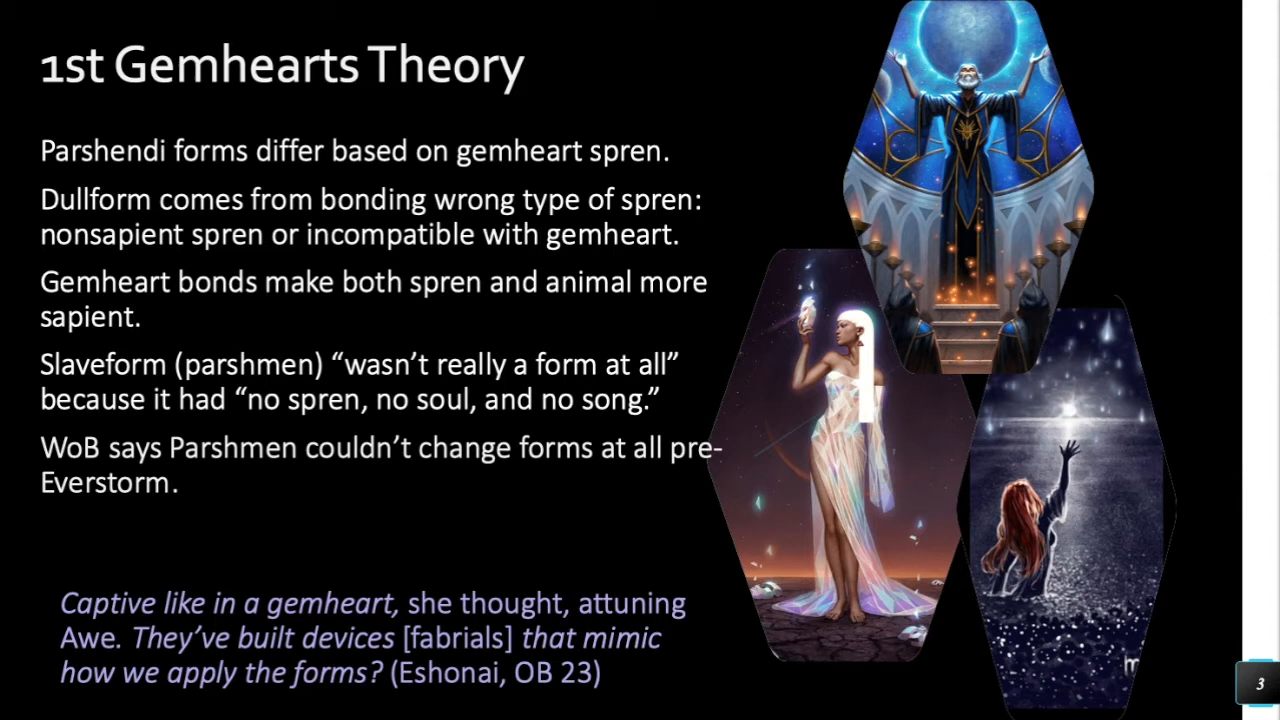 1st Gemhearts Theory
Parshendi forms differ based on gemheart spren.
Dullform comes from bonding wrong type of spren:
nonsapient spren or incompatible with gemheart.
Gemheart bonds make both spren and animal more
sapient.
Slaveform (parshmen) “wasn’t really a form at all”
because it had “no spren, no soul, and no song.”
WoB says Parshmen couldn’t change forms at all pre-
Everstorm.
Captive like in a gemheart, she thought, attuning
Awe. They’ve built devices [fabrials] that mimic
how we apply the forms? (Eshonai, OB 23)
3